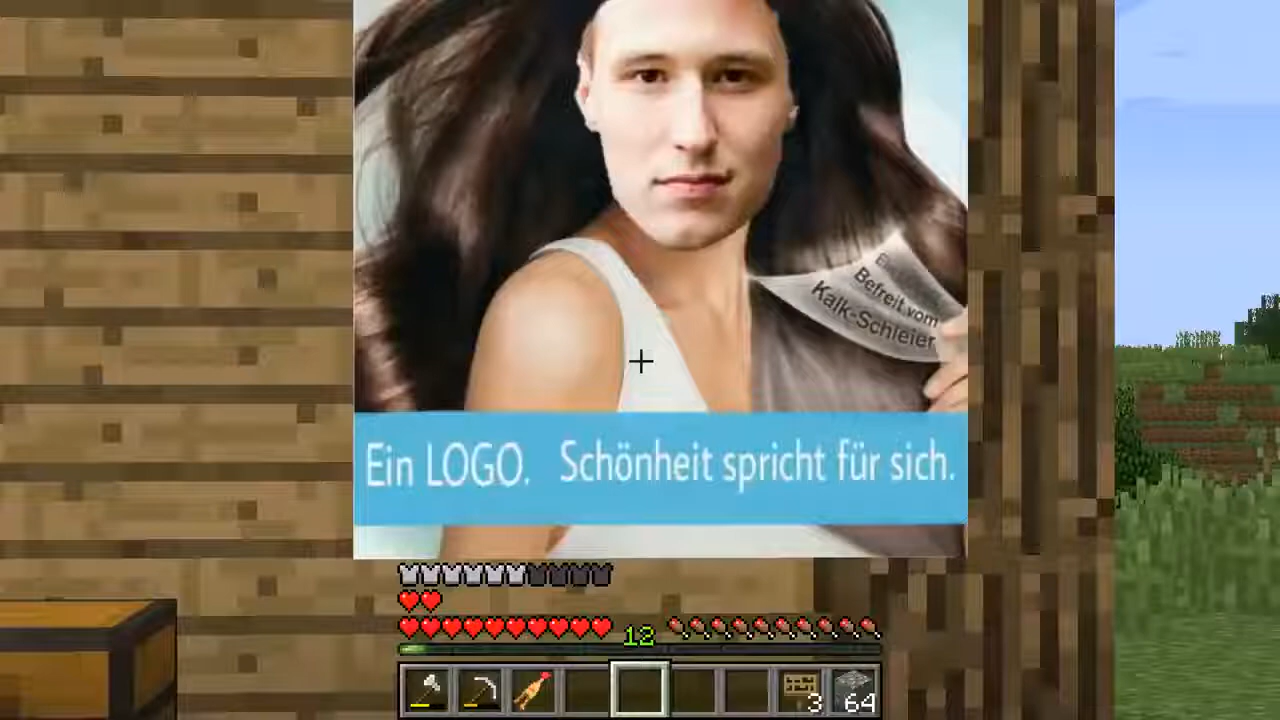 Befreit vom
Kalk-Schleier
Ein LOGO. Schönheit spricht für sich.
12
3
64